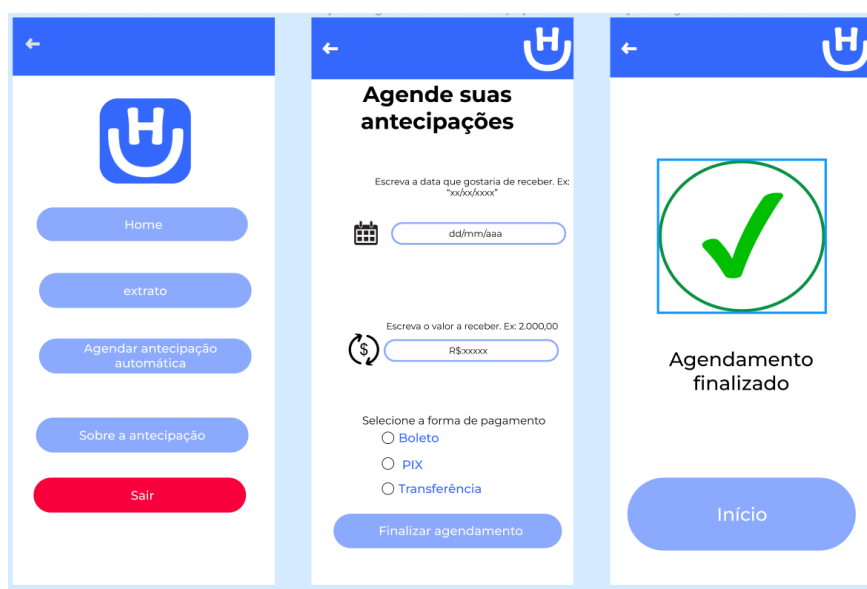 H
Home
extrato
Agendar antecipação
automática
Sobre a antecipação
Sair
H
Agende suas
antecipações
Escreva a data que gostaria de receber. Ex:
“xx/xx/xxxx”
dd/mm/aaa
Escreva o valor a receber. Ex: 2.000,00
$
R$:xxxxx
Selecione a forma de pagamento
Boleto
PIX
Transferência
Finalizar agendamento
H
Agendamento
finalizado
Início